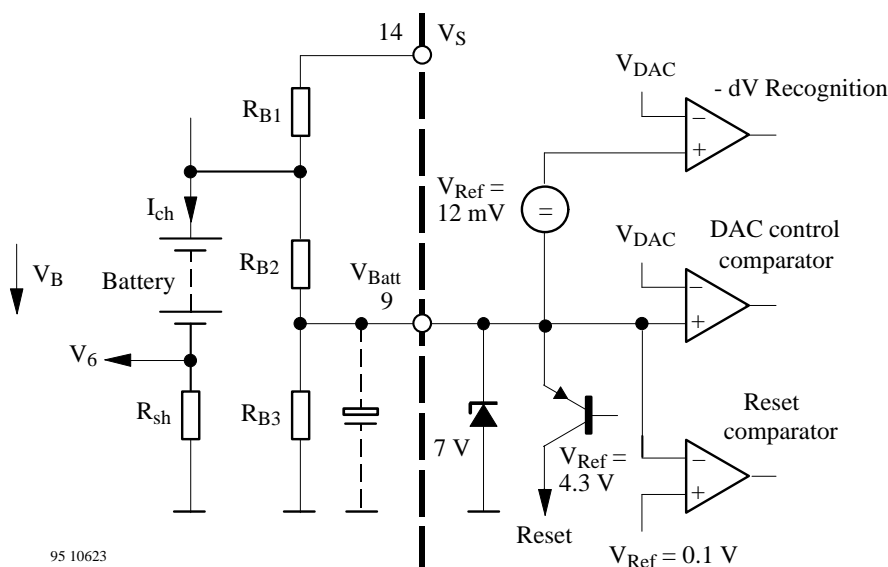 14 V_S
V_DAC
- dV Recognition
R_B1
V_Ref =
12 mV
=
I_ch
V_DAC
DAC control
comparator
V_B
Battery
R_B2
V_Batt
9
V_6
R_sh
R_B3
7 V
V_Ref =
4.3 V
Reset
comparator
Reset
V_Ref = 0.1 V
95 10623